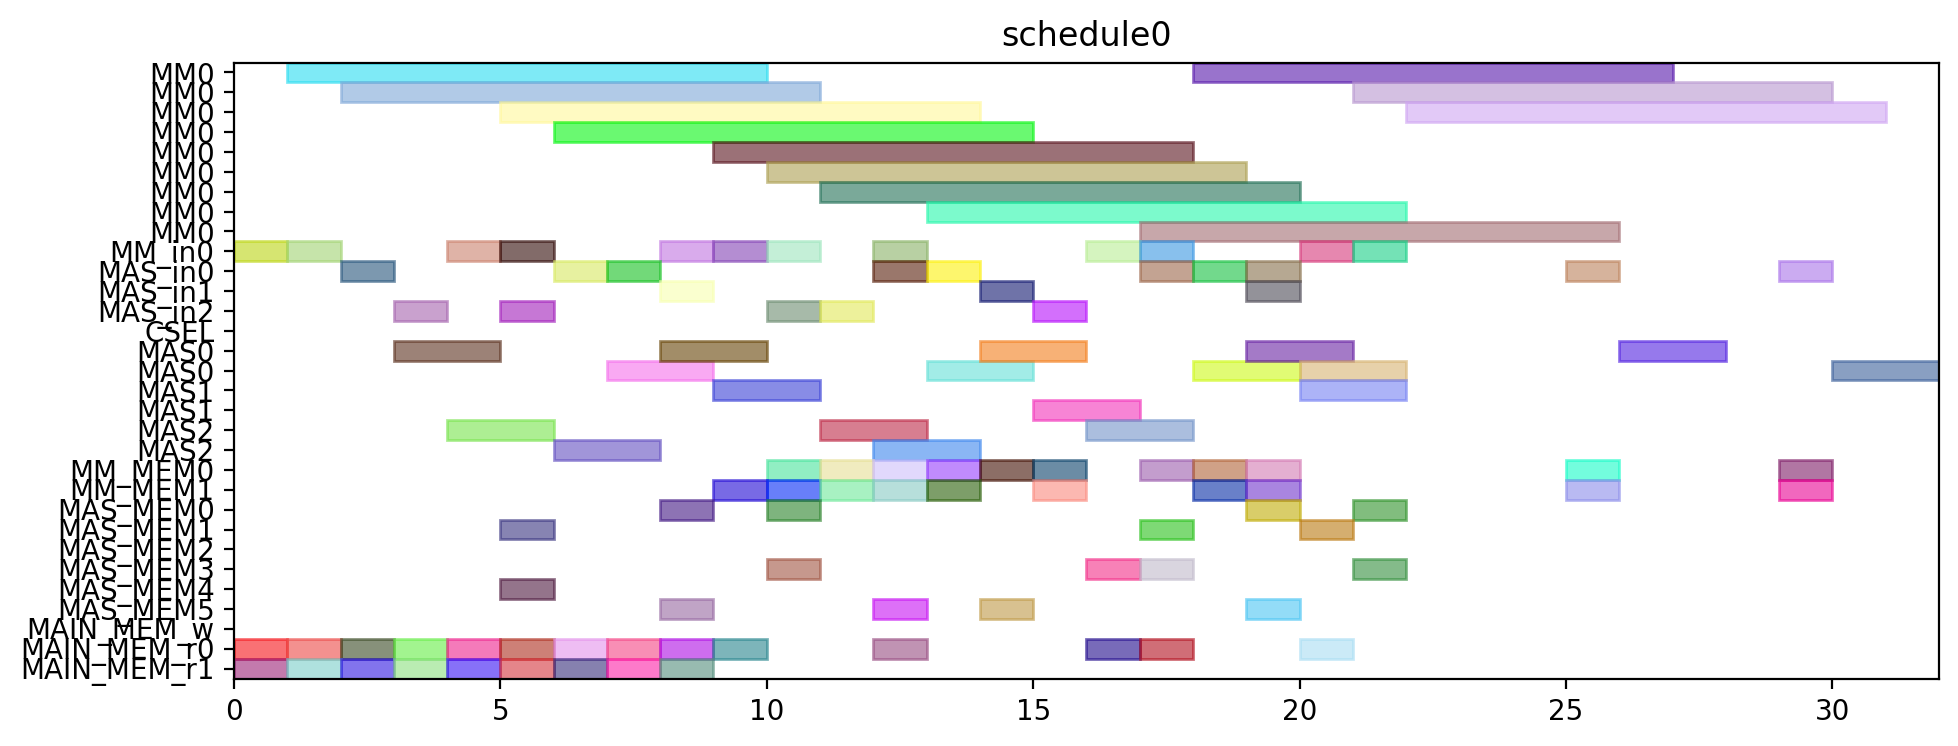 schedule0
MM0
MM0
MM0
MM0
MM0
MM0
MM0
MM0
MM0
MM_in0
MAS_in0
MAS_in1
MAS_in2
CSEL
MAS0
MAS0
MAS1
MAS1
MAS2
MAS2
MM_MEM0
MM_MEM1
MAS_MEM0
MAS_MEM1
MAS_MEM2
MAS_MEM3
MAS_MEM4
MAS_MEM5
MAIN_MEM_w
MAIN_MEM_r0
MAIN_MEM_r1
0 5 10 15 20 25 30